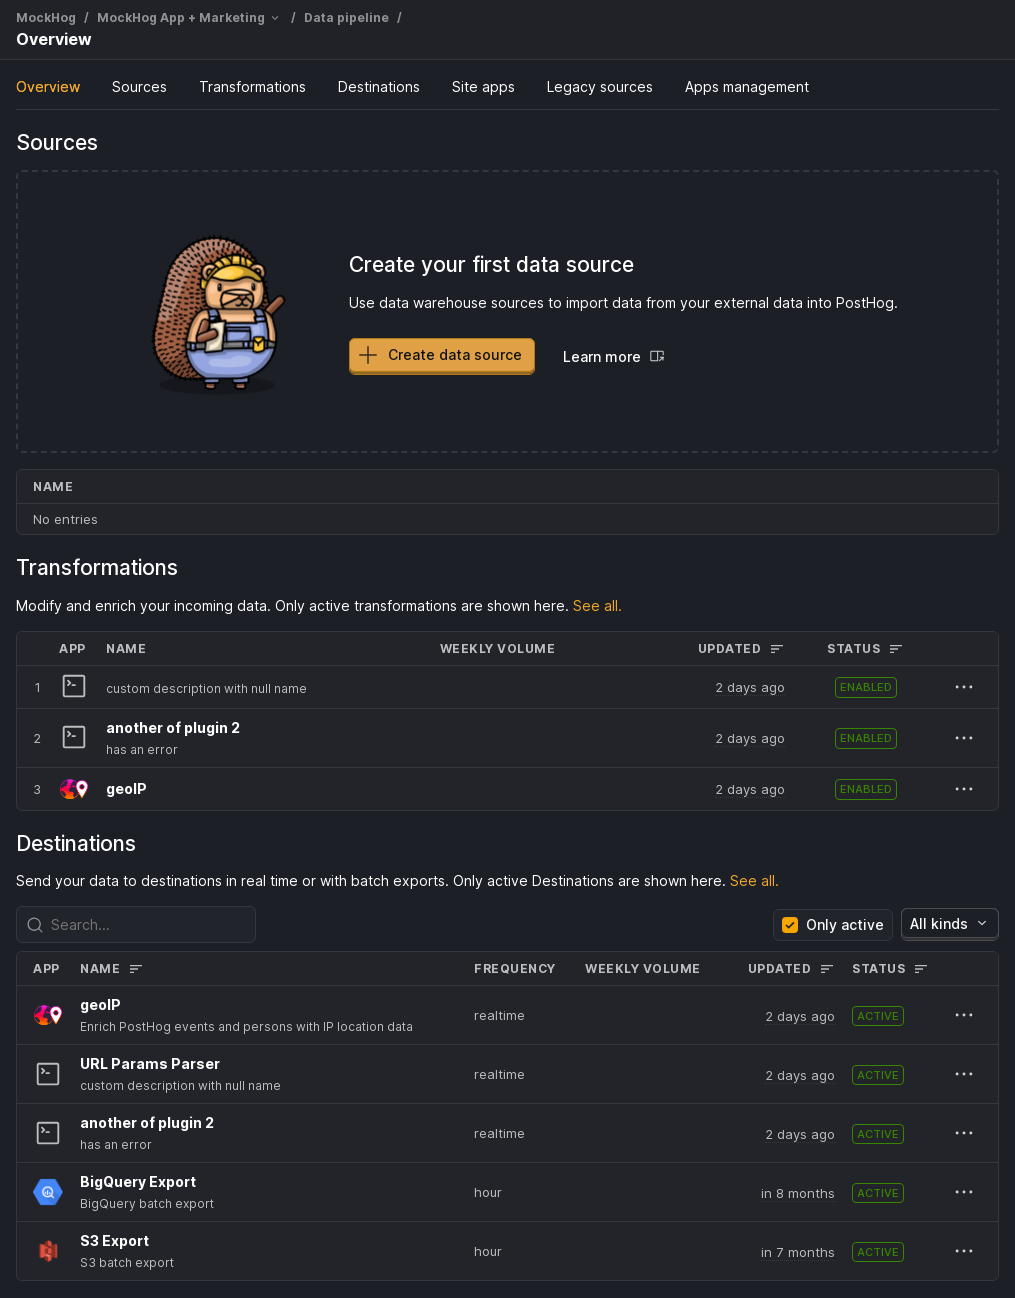 MockHog / MockHog App + Marketing / Data pipeline /
Overview
Overview Sources Transformations Destinations Site apps Legacy sources Apps management
Sources
Create your first data source
Use data warehouse sources to import data from your external data into PostHog.
Create data source Learn more
NAME
No entries
Transformations
Modify and enrich your incoming data. Only active transformations are shown here. See all.
APP NAME WEEKLY VOLUME UPDATED STATUS
1 custom description with null name 2 days ago ENABLED
2 another of plugin 2 2 days ago ENABLED
has an error
3 geoIP 2 days ago ENABLED
Destinations
Send your data to destinations in real time or with batch exports. Only active Destinations are shown here. See all.
Search... Only active All kinds
APP NAME FREQUENCY WEEKLY VOLUME UPDATED STATUS
geoIP realtime 2 days ago ACTIVE
Enrich PostHog events and persons with IP location data
URL Params Parser realtime 2 days ago ACTIVE
custom description with null name
another of plugin 2 realtime 2 days ago ACTIVE
has an error
BigQuery Export hour in 8 months ACTIVE
BigQuery batch export
S3 Export hour in 7 months ACTIVE
S3 batch export